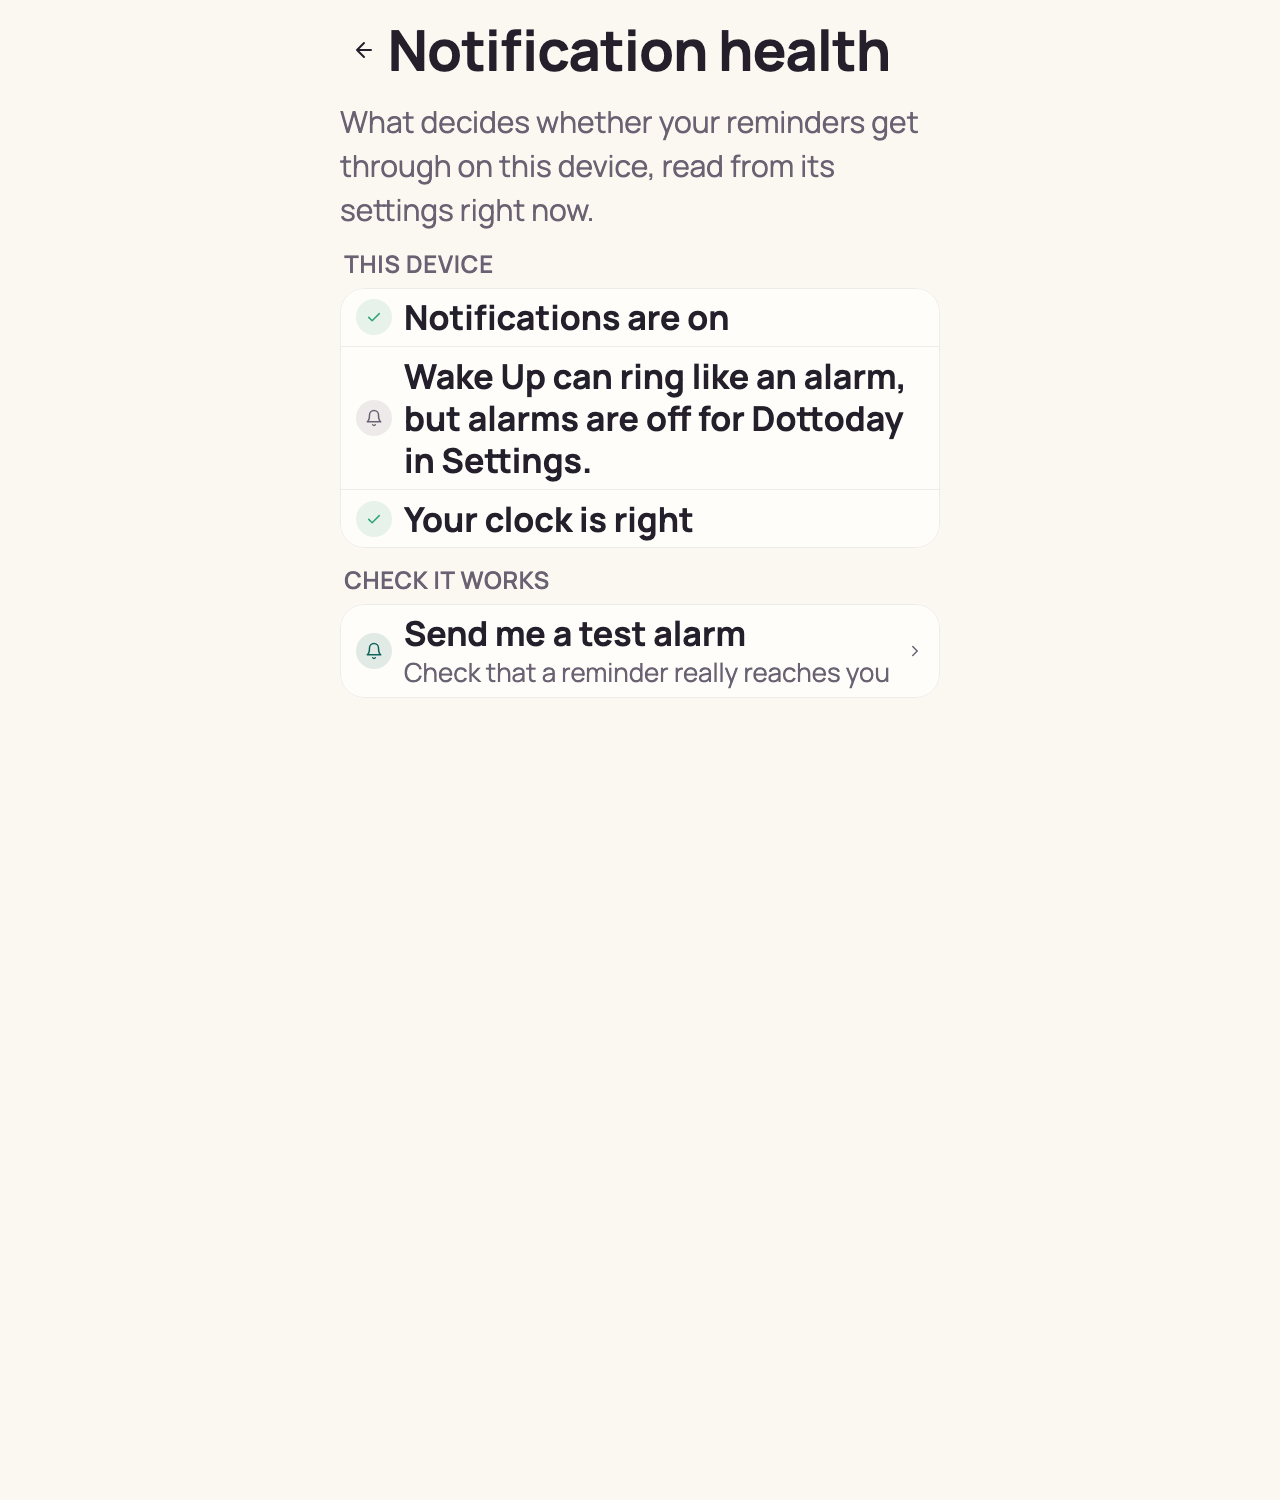 Notification health
What decides whether your reminders get
through on this device, read from its
settings right now.
THIS DEVICE
Notifications are on
Wake Up can ring like an alarm,
but alarms are off for Dottoday
in Settings.
Your clock is right
CHECK IT WORKS
Send me a test alarm
Check that a reminder really reaches you